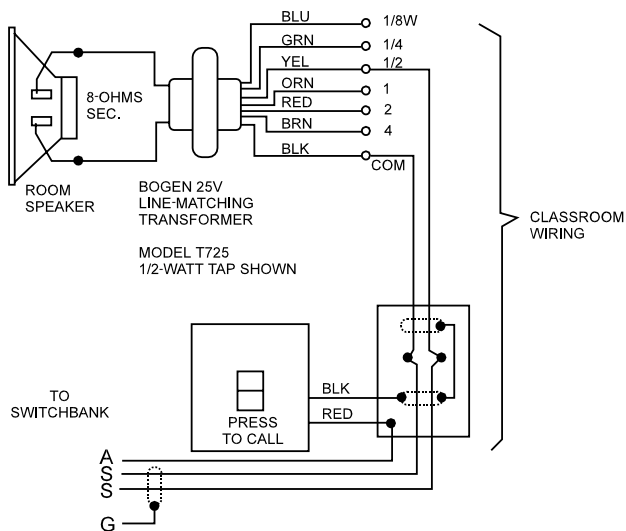 BLU
1/8W
GRN
1/4
YEL
1/2
ORN
1
RED
2
BRN
4
BLK
COM
8-OHMS
SEC.
ROOM
SPEAKER
BOGEN 25V
LINE-MATCHING
TRANSFORMER
MODEL T725
1/2-WATT TAP SHOWN
CLASSROOM
WIRING
TO
SWITCHBANK
PRESS
TO CALL
BLK
RED
A
S
S
G